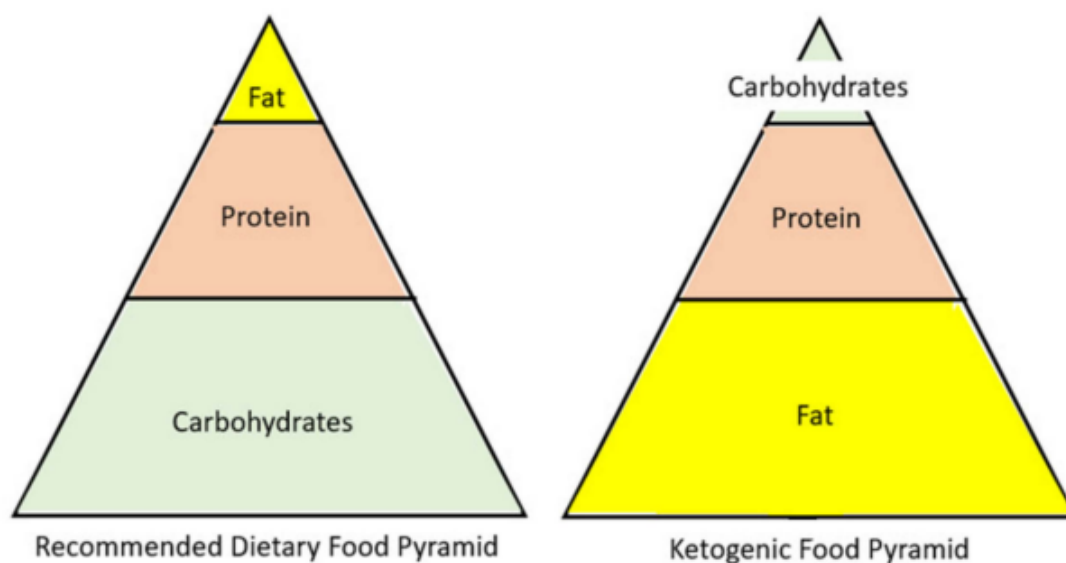 Fat
Protein
Carbohydrates
Recommended Dietary Food Pyramid
Carbohydrates
Protein
Fat
Ketogenic Food Pyramid